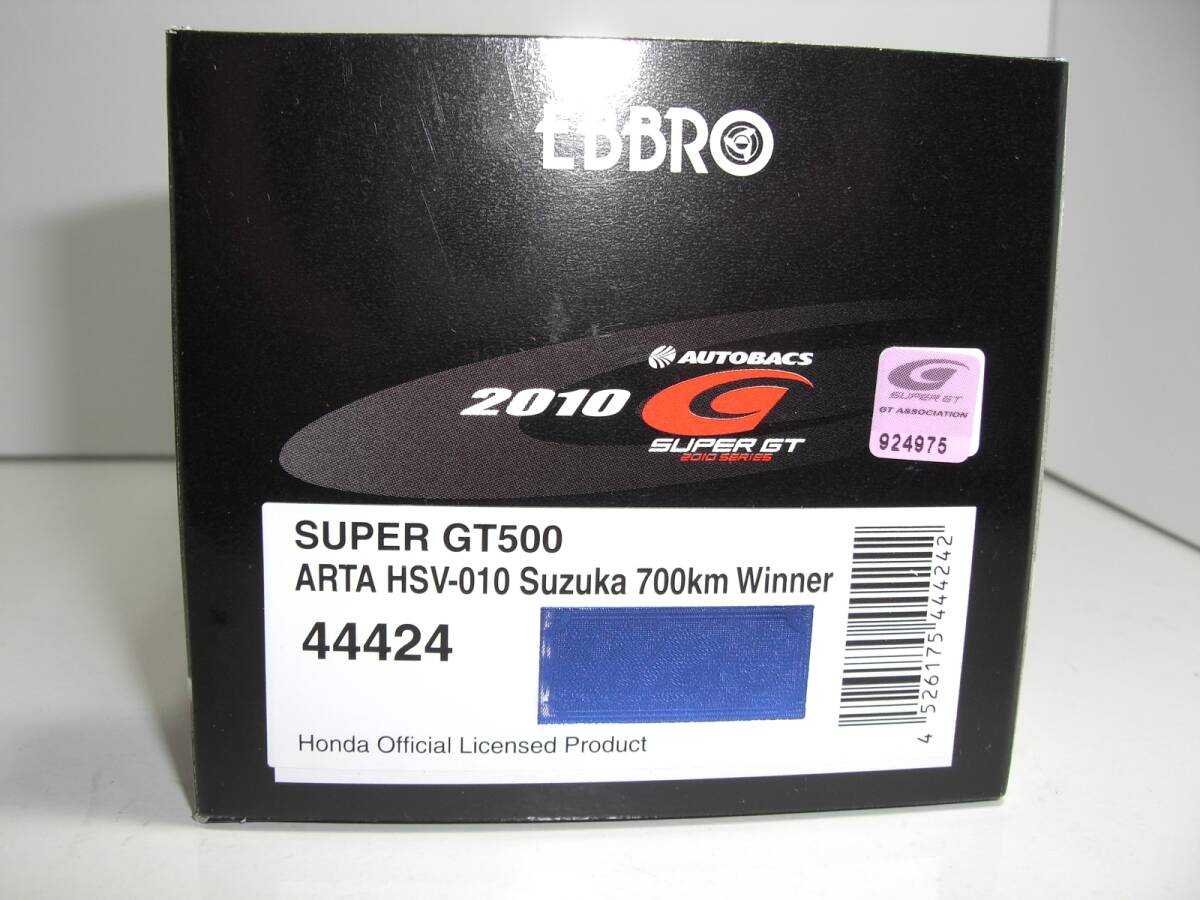 EBBRO
AUTOBACS
2010
SUPER GT
2010 SERIES
SUPER GT
GT ASSOCIATION
924975
SUPER GT500
ARTA HSV-010 Suzuka 700km Winner
44424
Honda Official Licensed Product
4 526175 444242